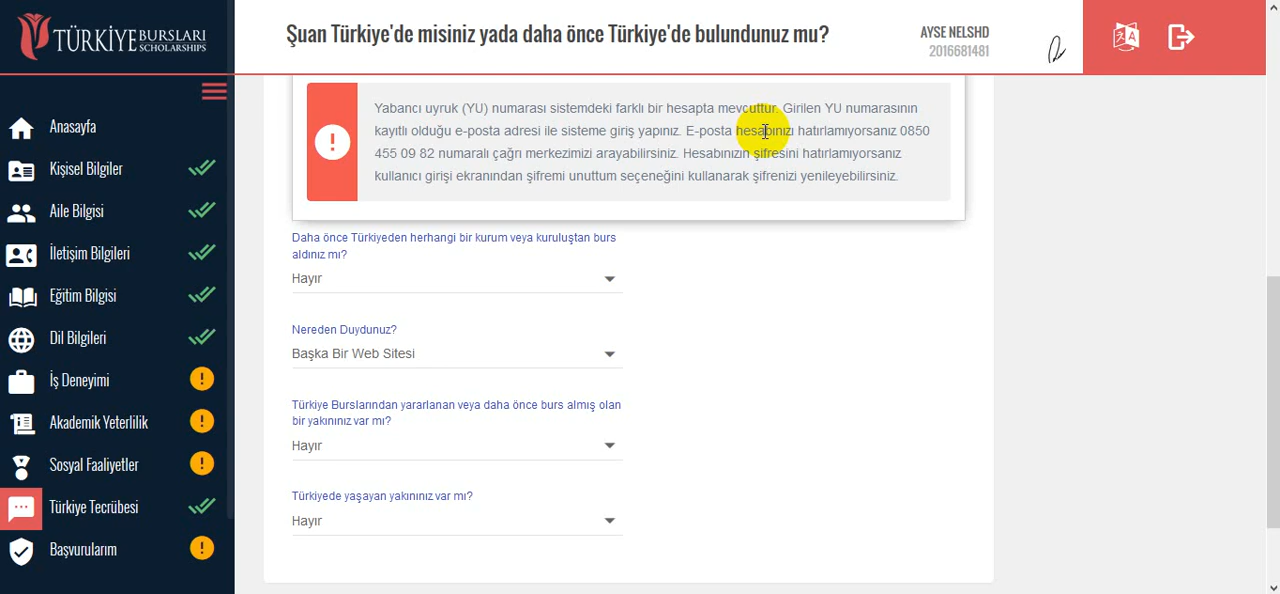 TÜRKİYE BURSLARI
SCHOLARSHIPS
Şuan Türkiye'de misiniz yada daha önce Türkiye'de bulundunuz mu?
AYSE NELSHD
2016681481
Anasayfa
Kişisel Bilgiler
Aile Bilgisi
İletişim Bilgileri
Eğitim Bilgisi
Dil Bilgileri
İş Deneyimi
Akademik Yeterlilik
Sosyal Faaliyetler
Türkiye Tecrübesi
Başvurularım
Yabancı uyruk (YU) numarası sistemdeki farklı bir hesapta mevcuttur. Girilen YU numarasının
kayıtlı olduğu e-posta adresi ile sisteme giriş yapınız. E-posta hesabınızı hatırlamıyorsanız 0850
455 09 82 numaralı çağrı merkezimizi arayabilirsiniz. Hesabınızın şifresini hatırlamıyorsanız
kullanıcı girişi ekranından şifremi unuttum seçeneğini kullanarak şifrenizi yenileyebilirsiniz.
Daha önce Türkiyeden herhangi bir kurum veya kuruluştan burs
aldınız mı?
Hayır
Nereden Duydunuz?
Başka Bir Web Sitesi
Türkiye Burslarından yararlanan veya daha önce burs almış olan
bir yakınınız var mı?
Hayır
Türkiyede yaşayan yakınınız var mı?
Hayır